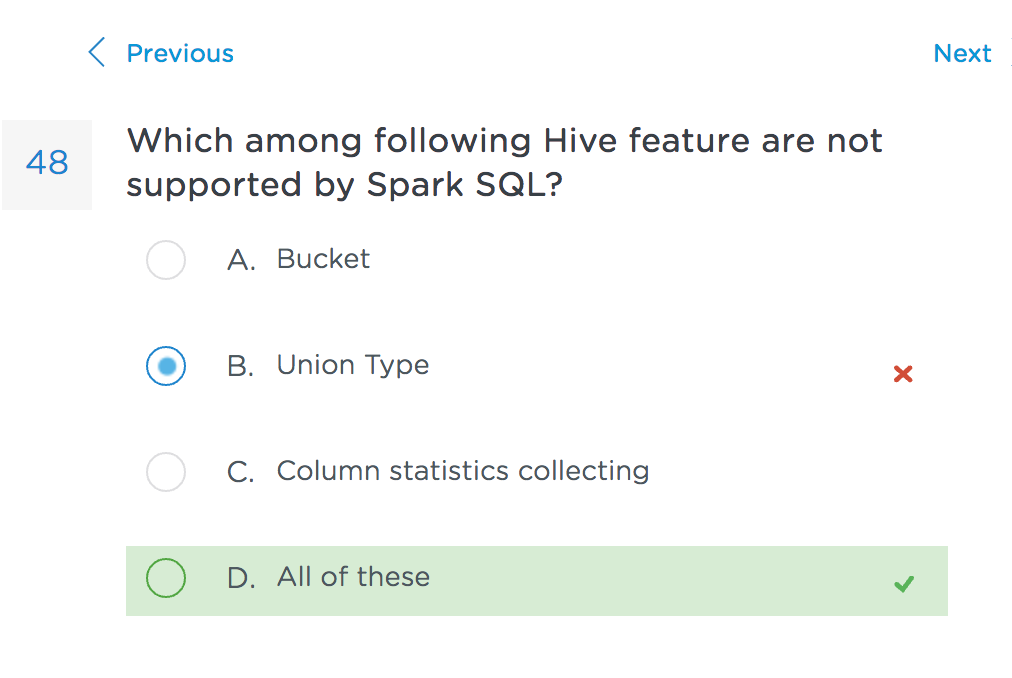 Previous
Next
48
Which among following Hive feature are not
supported by Spark SQL?
A. Bucket
B. Union Type
C. Column statistics collecting
D. All of these